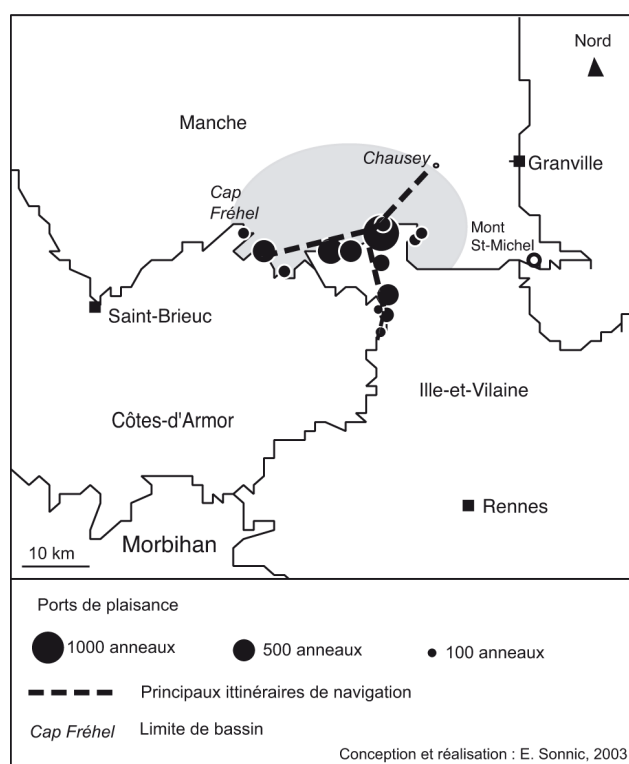 Nord
Manche
Chausey
Granville
Cap
Fréhel
Mont
St-Michel
Saint-Brieuc
Ille-et-Vilaine
Côtes-d'Armor
Rennes
Morbihan
10 km
Ports de plaisance
1000 anneaux
500 anneaux
100 anneaux
Principaux ittinéraires de navigation
Cap Fréhel
Limite de bassin
Conception et réalisation : E. Sonnic, 2003